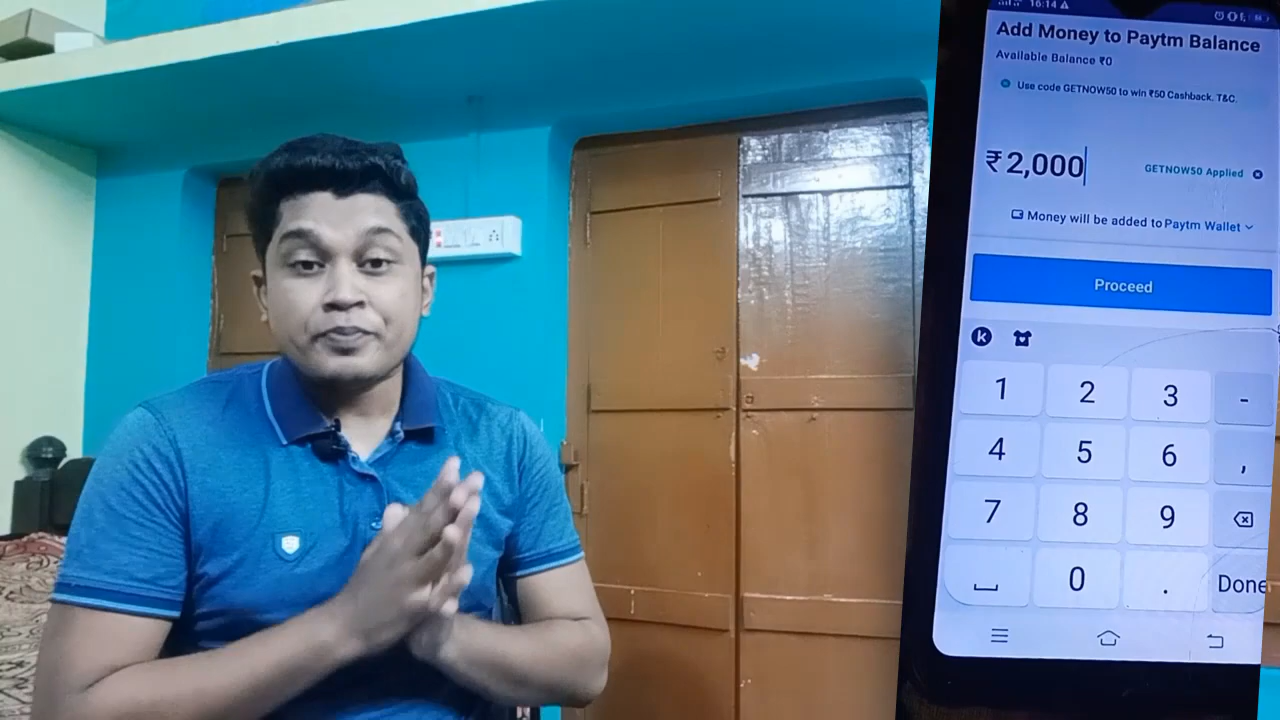 16:14
Add Money to Paytm Balance
Available Balance ₹0
Use code GETNOW50 to win ₹50 Cashback. T&C.
₹2,000
GETNOW50 Applied
Money will be added to Paytm Wallet
Proceed
1 2 3 -
4 5 6 ,
7 8 9
0 .
Done